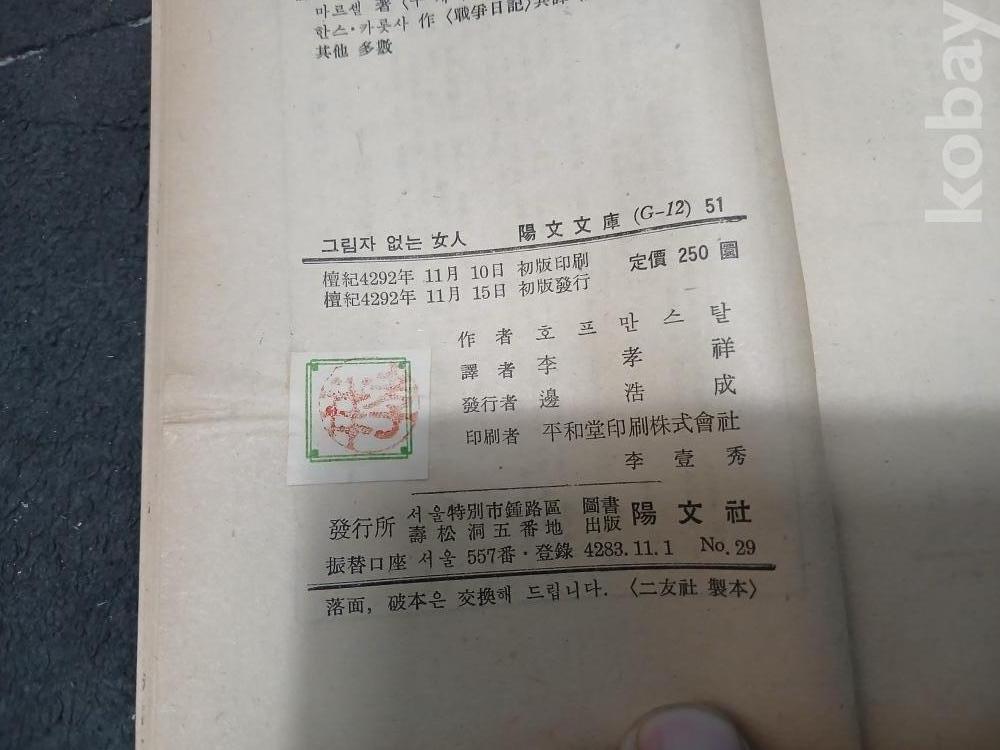 마르셀 著
한스·카롯사 作 〈戰爭日記〉共譯
其他 多數
그림자 없는 女人 陽文文庫 (G-12) 51
檀紀4292年 11月 10日 初版印刷 定價 250 圜
檀紀4292年 11月 15日 初版發行
作者 호프만스탈
譯者 李孝祥
發行者 邊浩成
印刷者 平和堂印刷株式會社
李壹秀
發行所 서울特別市鍾路區 圖書 陽文社
壽松洞五番地 出版
振替口座 서울 557番·登錄 4283.11.1 No.29
落面, 破本은 交換해 드립니다. 〈二友社 製本〉
kobay